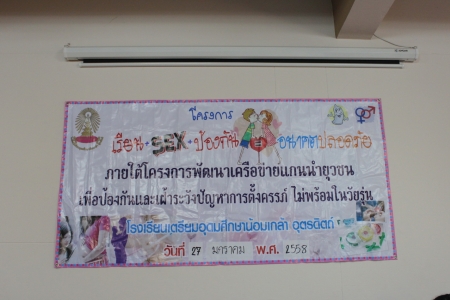 โครงการ
เรียน + SEX + ป้องกัน = อนาคตปลอดภัย
ภายใต้โครงการพัฒนาเครือข่ายแกนนำยุวชน
เพื่อป้องกันและเฝ้าระวังปัญหาการตั้งครรภ์ ไม่พร้อมในวัยรุ่น
โรงเรียนเตรียมอุดมศึกษาน้อมเกล้า อุตรดิตถ์
วันที่ 27 มกราคม พ.ศ. 2558